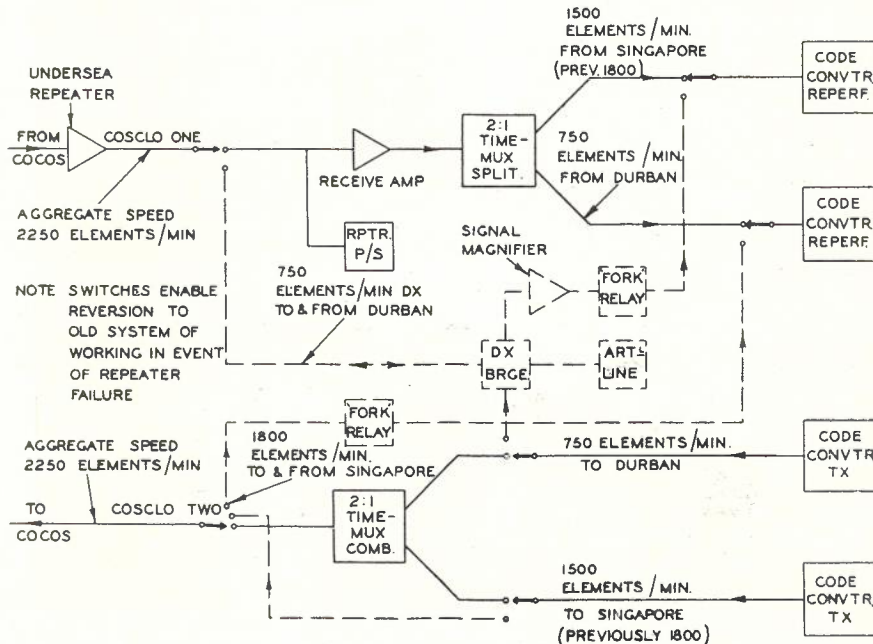 1500
ELEMENTS/MIN.
FROM SINGAPORE
(PREV. 1800)
CODE
CONVTR
REPERF.
UNDERSEA
REPEATER
FROM
COCOS
COSCLO ONE
AGGREGATE SPEED
2250 ELEMENTS/MIN
RECEIVE AMP
2:1
TIME-
MUX
SPLIT.
750
ELEMENTS/MIN.
FROM DURBAN
CODE
CONVTR
REPERF.
RPTR.
P/S
SIGNAL
MAGNIFIER
FORK
RELAY
NOTE SWITCHES ENABLE
REVERSION TO
OLD SYSTEM OF
WORKING IN EVENT
OF REPEATER
FAILURE
750
ELEMENTS/MIN DX
TO & FROM DURBAN
DX
BRGE
ART-
LINE
FORK
RELAY
AGGREGATE SPEED
2250 ELEMENTS/MIN
1800
ELEMENTS/MIN.
TO & FROM SINGAPORE
750 ELEMENTS/MIN.
TO DURBAN
CODE
CONVTR
TX
TO
COCOS
COSCLO TWO
2:1
TIME-
MUX
COMB.
1500
ELEMENTS/MIN.
TO SINGAPORE
(PREVIOUSLY 1800)
CODE
CONVTR
TX